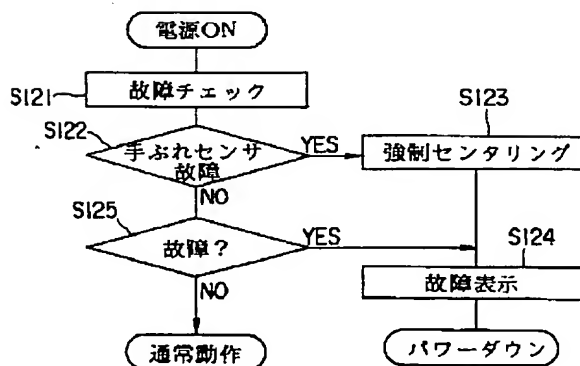 電源ON
S121
故障チェック
S122
手ぶれセンサ
故障
YES
NO
S123
強制センタリング
S125
故障?
YES
NO
S124
故障表示
通常動作
パワーダウン